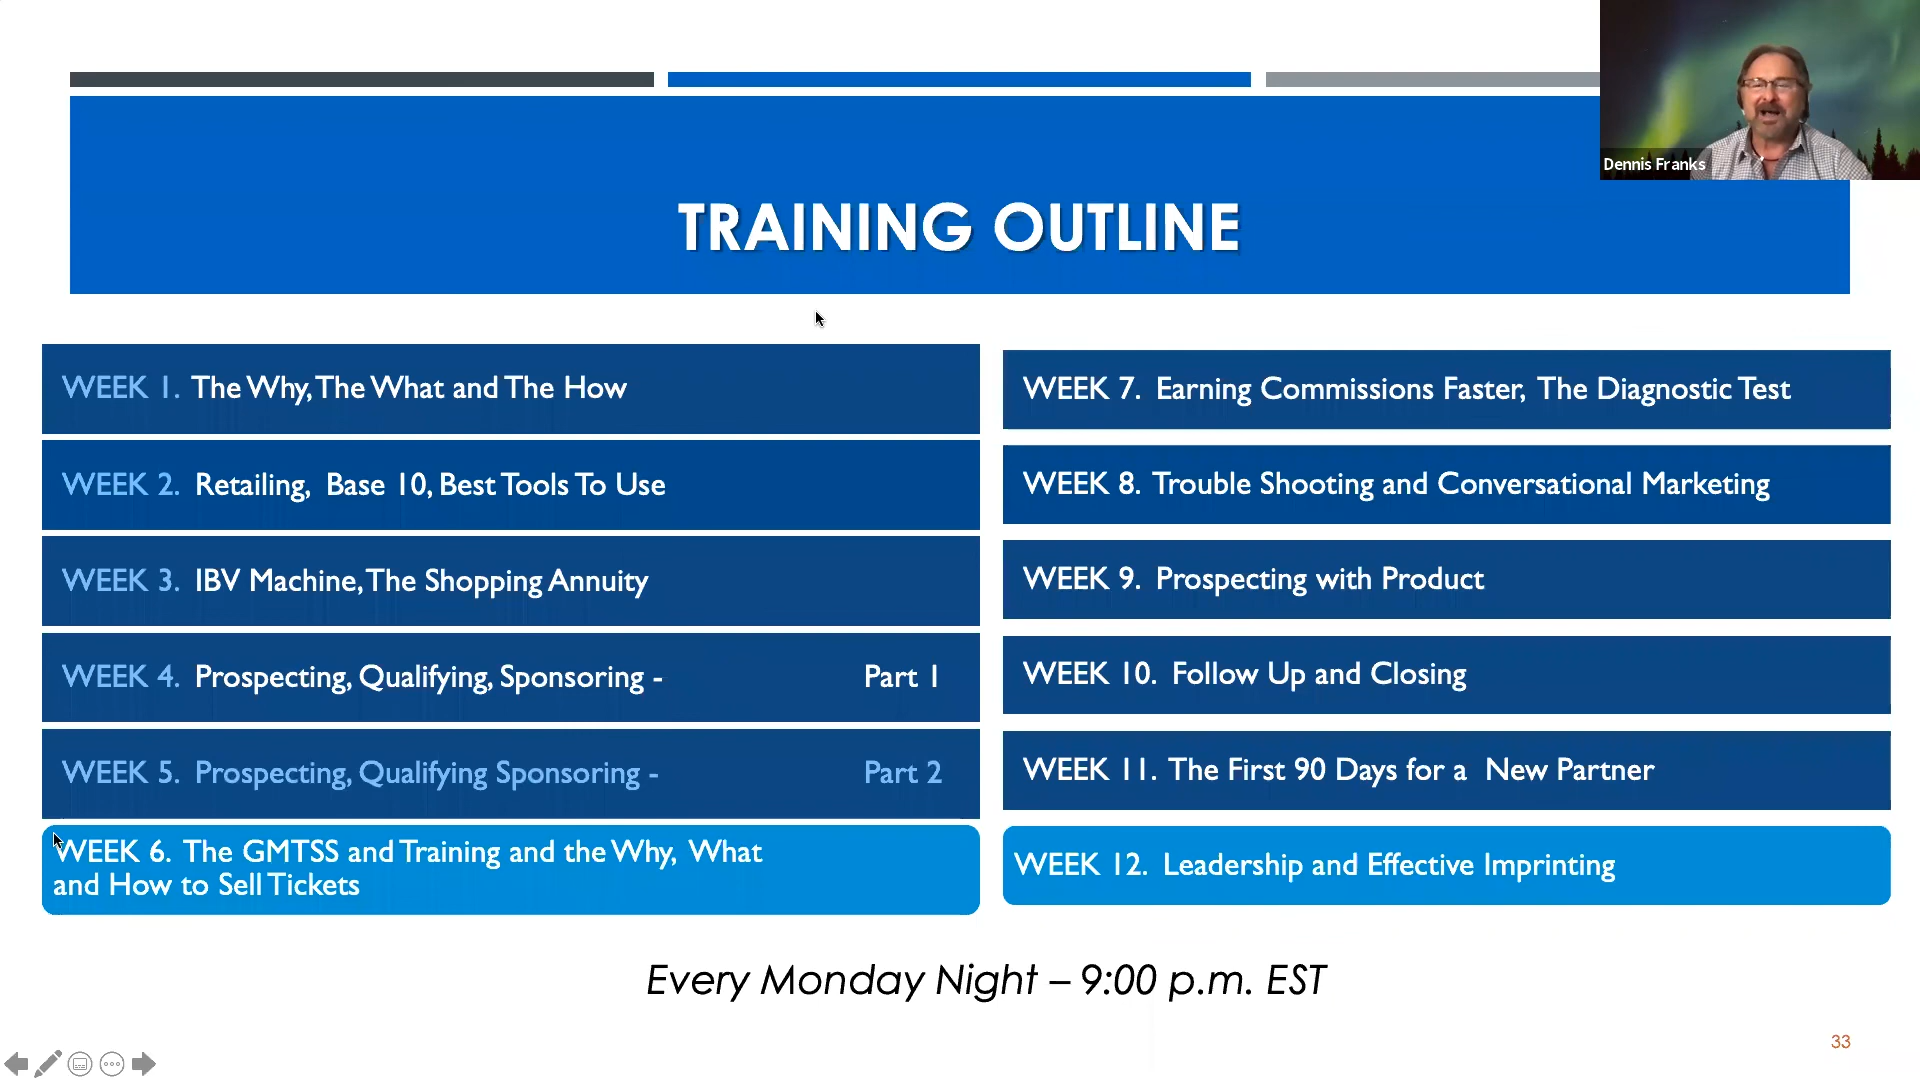 Dennis Franks
TRAINING OUTLINE
WEEK 1. The Why, The What and The How
WEEK 2. Retailing, Base 10, Best Tools To Use
WEEK 3. IBV Machine, The Shopping Annuity
WEEK 4. Prospecting, Qualifying, Sponsoring - Part 1
WEEK 5. Prospecting, Qualifying Sponsoring - Part 2
WEEK 6. The GMTSS and Training and the Why, What
and How to Sell Tickets
WEEK 7. Earning Commissions Faster, The Diagnostic Test
WEEK 8. Trouble Shooting and Conversational Marketing
WEEK 9. Prospecting with Product
WEEK 10. Follow Up and Closing
WEEK 11. The First 90 Days for a New Partner
WEEK 12. Leadership and Effective Imprinting
Every Monday Night – 9:00 p.m. EST
33